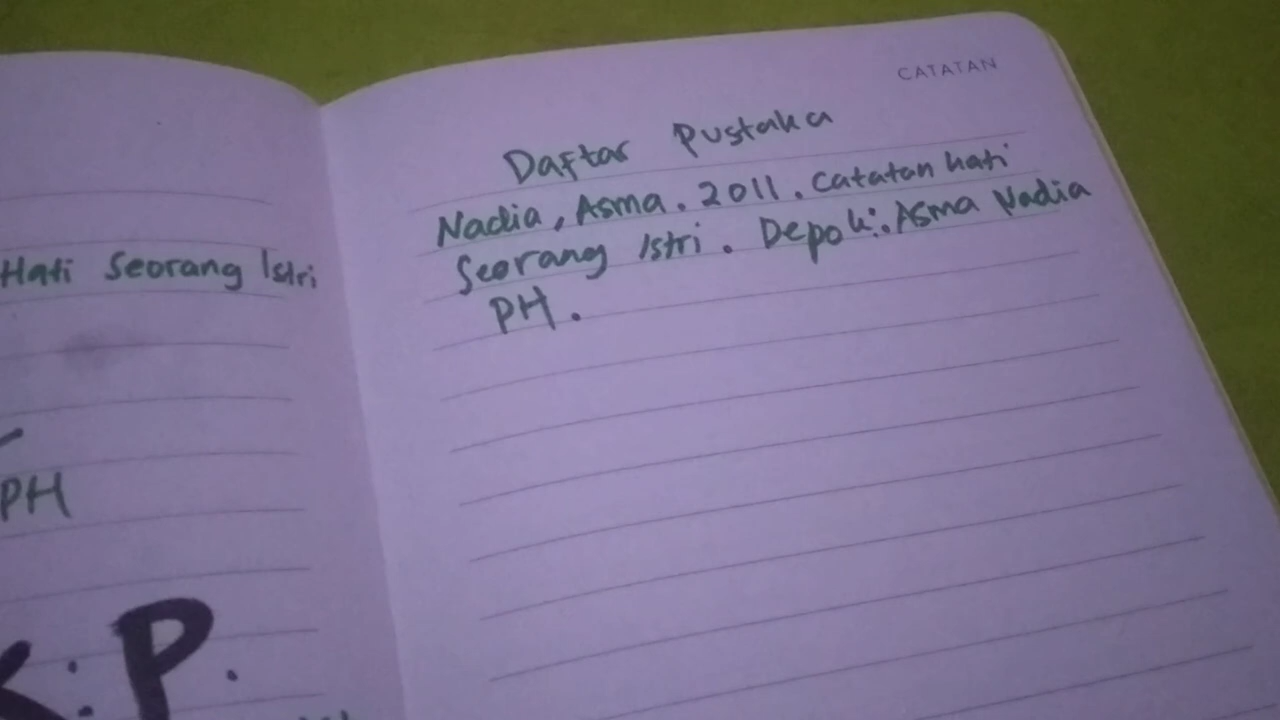 Hati Seorang Istri
PH
K.P.
CATATAN
Daftar Pustaka
Nadia, Asma. 2011. Catatan hati
Seorang Istri. Depok: Asma Nadia
PH.